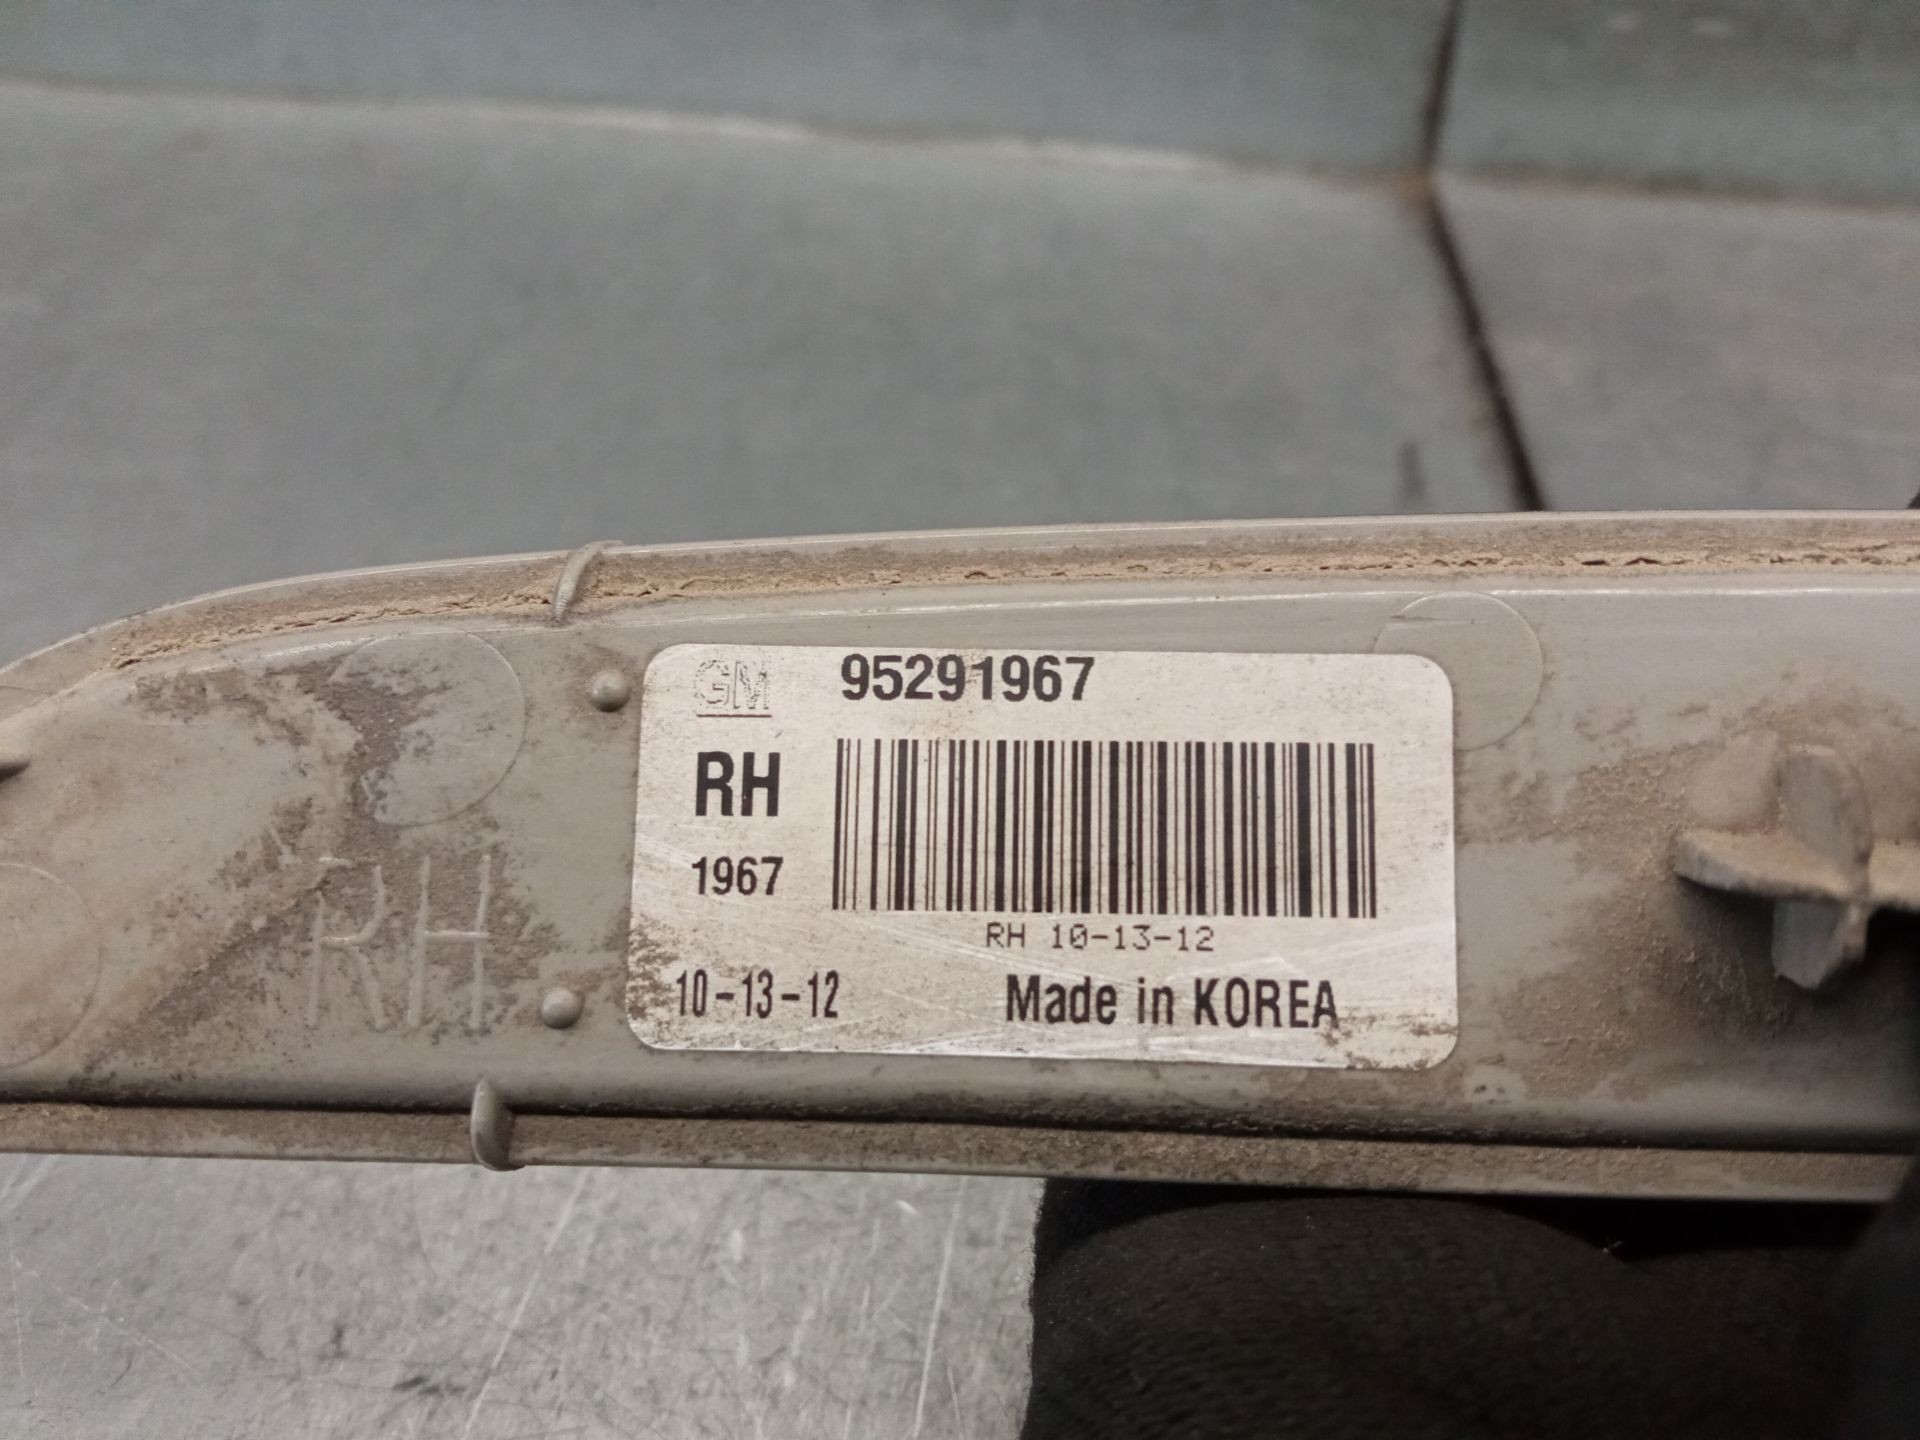 GM 95291967
RH
1967
RH 10-13-12
10-13-12 Made in KOREA
RH